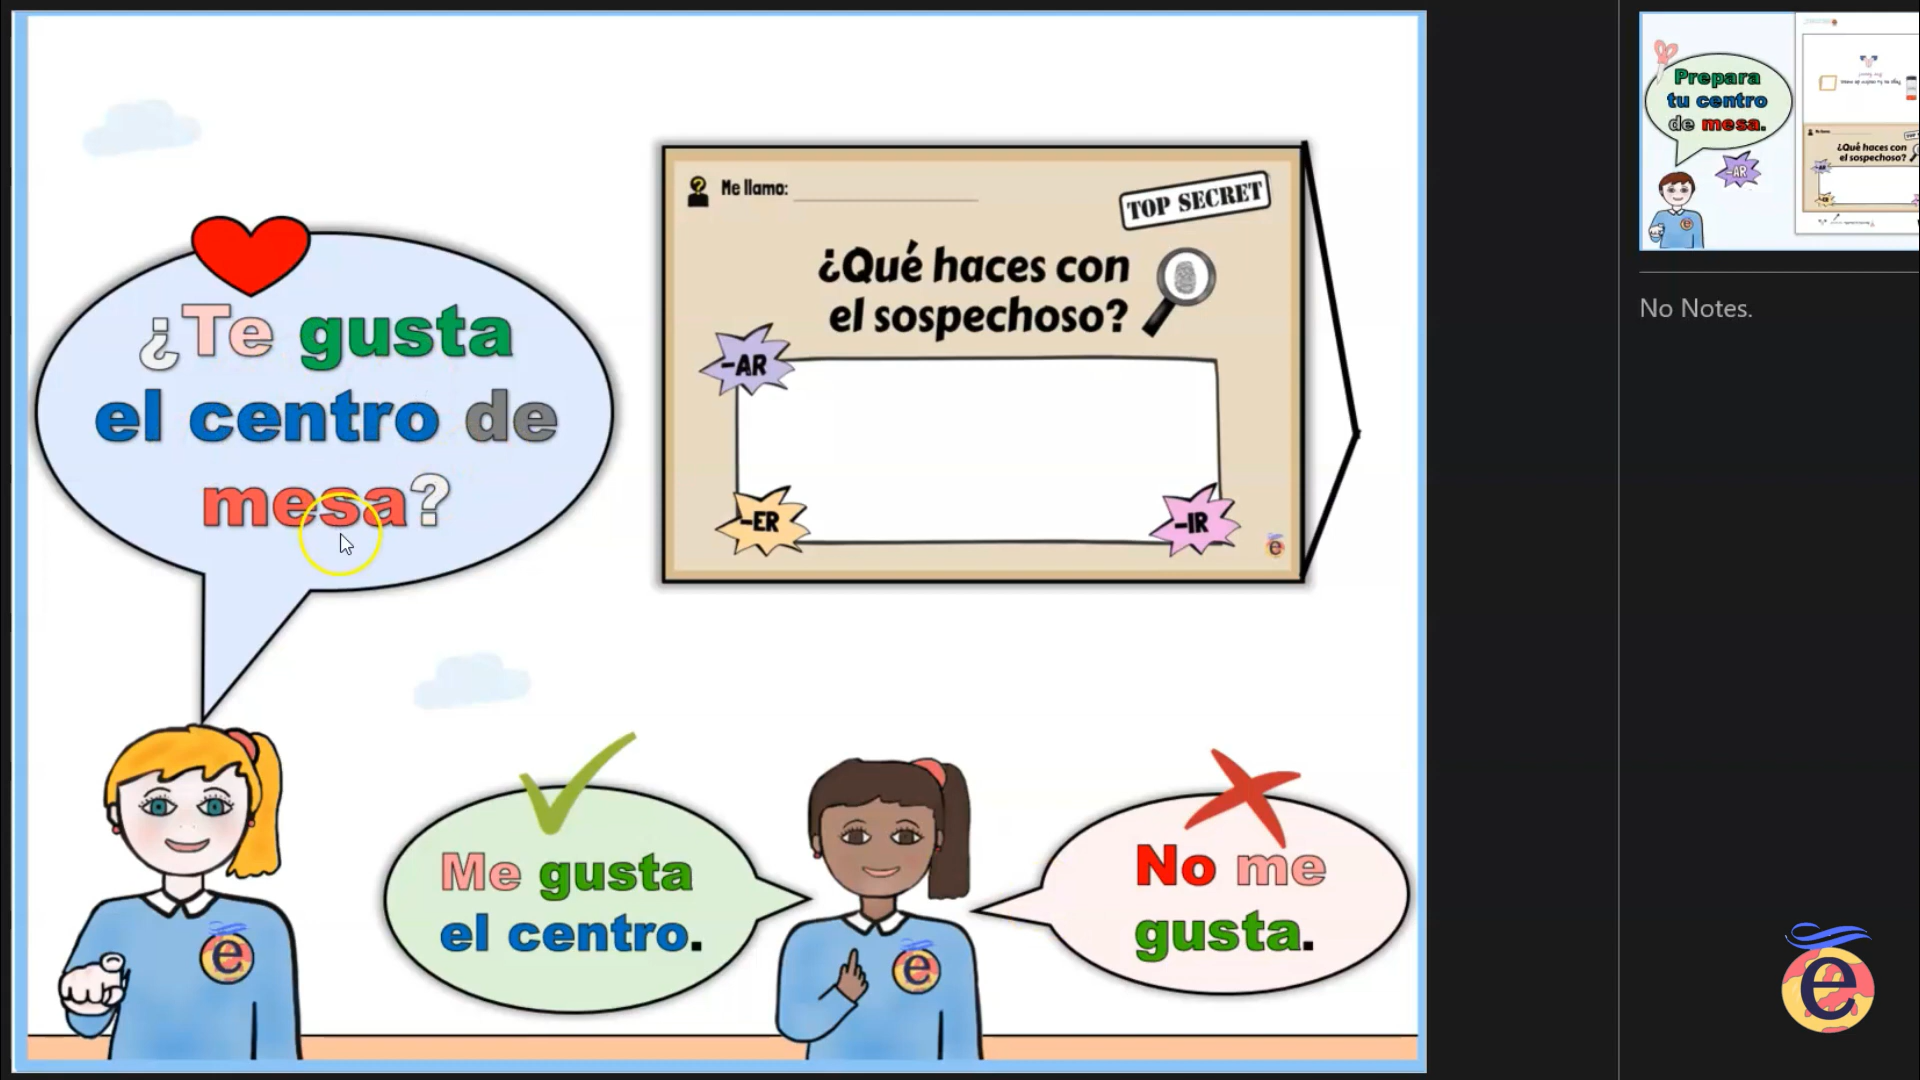 ¿Te gusta
el centro de
mesa?
Me llamo:
TOP SECRET
¿Qué haces con
el sospechoso?
-AR
-ER
-IR
e
Me gusta
el centro.
No me
gusta.
e
e
Prepara
tu centro
de mesa.
-AR
¿Qué haces con
el sospechoso?
No Notes.
e